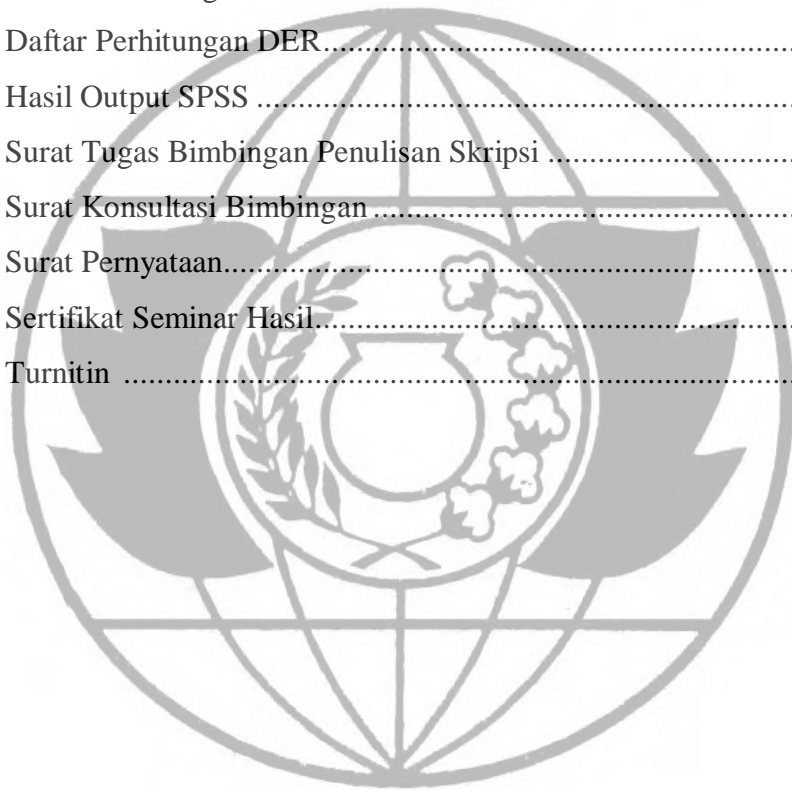 Daftar Perhitungan DER................................................
Hasil Output SPSS .......................................................
Surat Tugas Bimbingan Penulisan Skripsi ..........................
Surat Konsultasi Bimbingan ...........................................
Surat Pernyataan...........................................................
Sertifikat Seminar Hasil..................................................
Turnitin .......................................................................